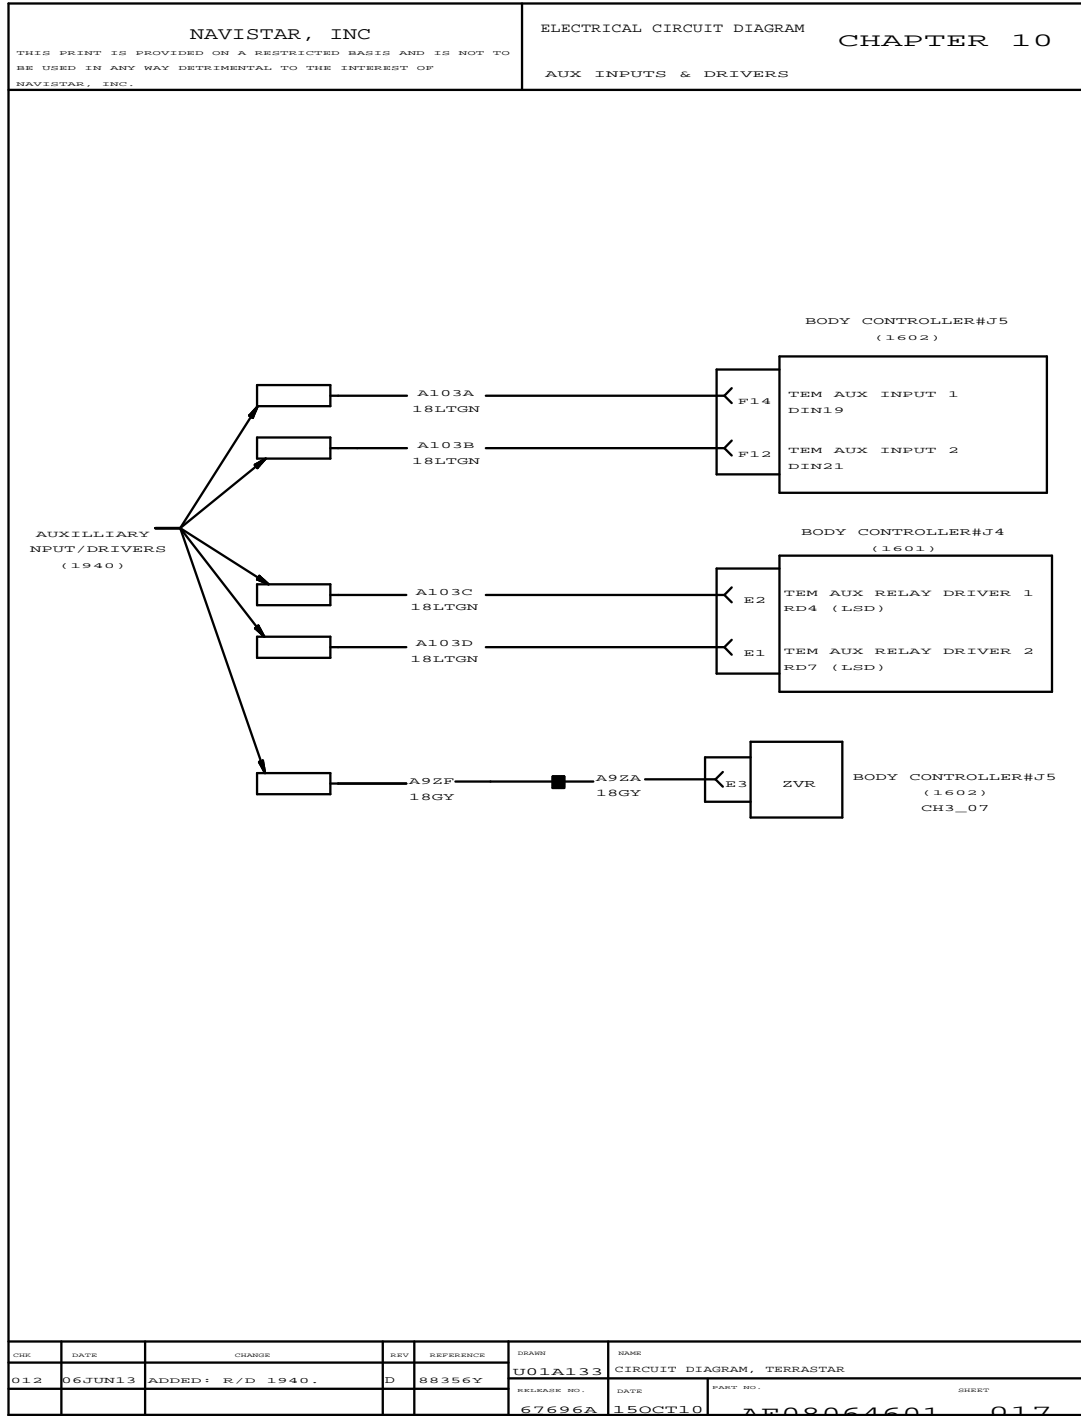 NAVISTAR, INC
THIS PRINT IS PROVIDED ON A RESTRICTED BASIS AND IS NOT TO
BE USED IN ANY WAY DETRIMENTAL TO THE INTEREST OF
NAVISTAR, INC.
ELECTRICAL CIRCUIT DIAGRAM
CHAPTER 10
AUX INPUTS & DRIVERS
BODY CONTROLLER#J5
(1602)
A103A
18LTGN
F14
TEM AUX INPUT 1
DIN19
A103B
18LTGN
F12
TEM AUX INPUT 2
DIN21
AUXILLIARY
NPUT/DRIVERS
(1940)
BODY CONTROLLER#J4
(1601)
A103C
18LTGN
E2
TEM AUX RELAY DRIVER 1
RD4 (LSD)
A103D
18LTGN
E1
TEM AUX RELAY DRIVER 2
RD7 (LSD)
A9ZF
18GY
A9ZA
18GY
E3
ZVR
BODY CONTROLLER#J5
(1602)
CH3_07
CHK DATE CHANGE REV REFERENCE
012 06JUN13 ADDED: R/D 1940. D 88356Y
DRAWN
U01A133
NAME
CIRCUIT DIAGRAM, TERRASTAR
RELEASE NO.
67696A
DATE
15OCT10
PART NO. SHEET
AE08064601 017